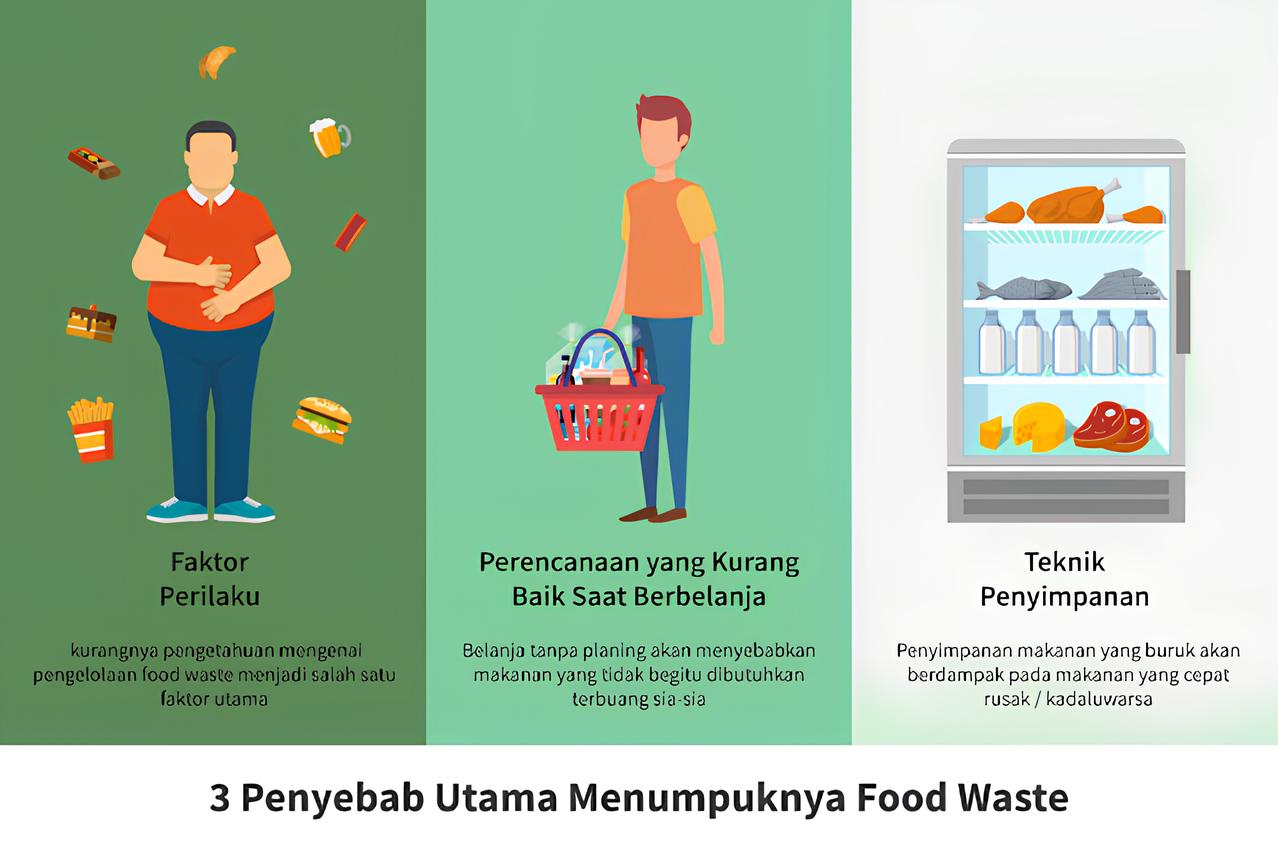 Faktor
Perilaku
kurangnya pengetahuan mengenai
pengelolaan food waste menjadi salah satu
faktor utama
Perencanaan yang Kurang
Baik Saat Berbelanja
Belanja tanpa planing akan menyebabkan
makanan yang tidak begitu dibutuhkan
terbuang sia-sia
Teknik
Penyimpanan
Penyimpanan makanan yang buruk akan
berdampak pada makanan yang cepat
rusak / kadaluwarsa
3 Penyebab Utama Menumpuknya Food Waste